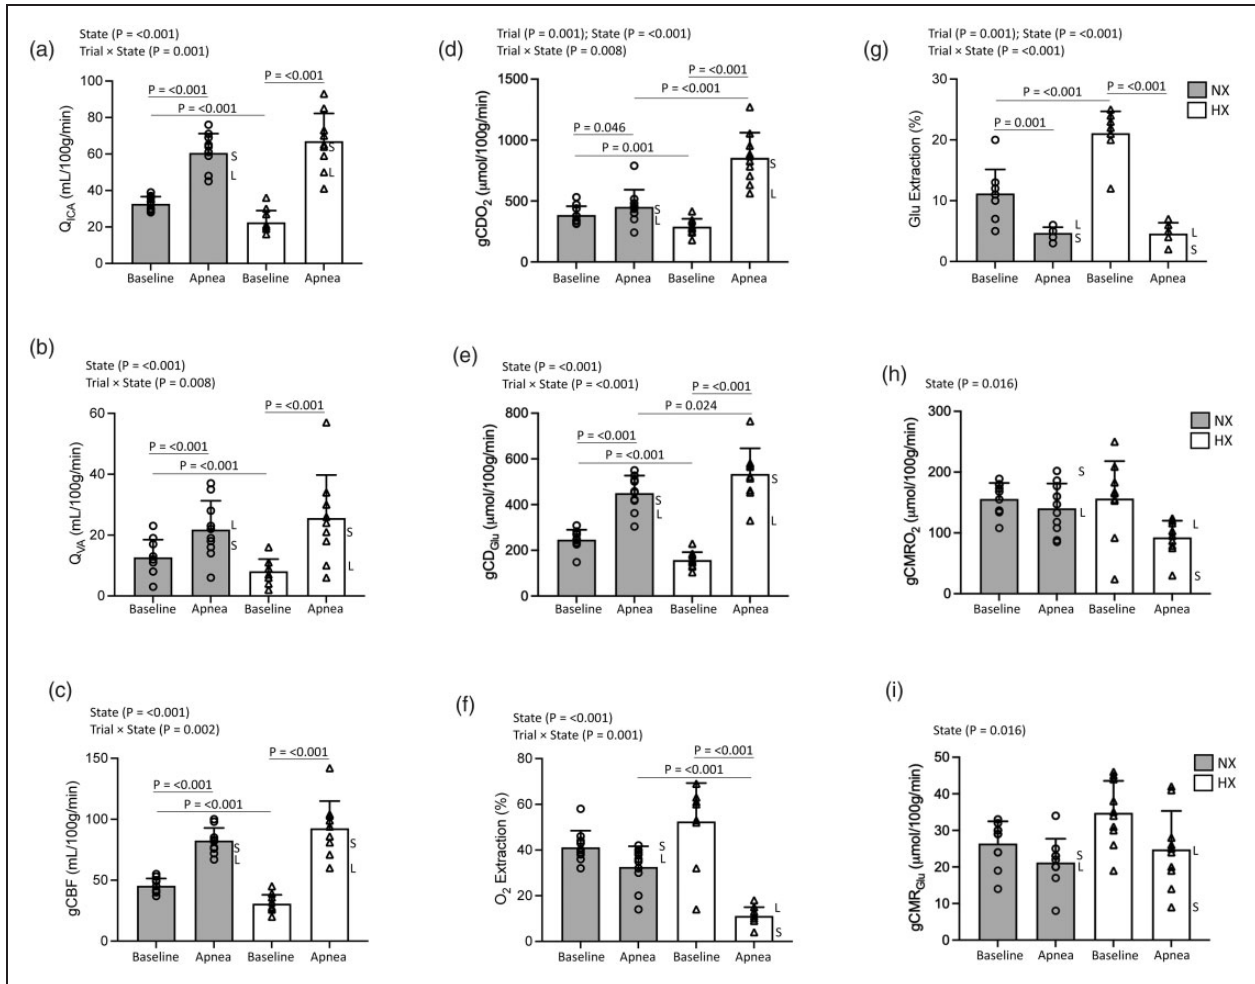 (a)
State (P = <0.001)
Trial × State (P = 0.001)
P = <0.001
P = <0.001
P = <0.001
Q_ICA (mL/100g/min)
100
80
60
40
20
0
S
L
S
L
Baseline Apnea Baseline Apnea
(b)
State (P = <0.001)
Trial × State (P = 0.008)
P = <0.001
P = <0.001
P = <0.001
Q_VA (mL/100g/min)
60
40
20
0
L
S
S
L
Baseline Apnea Baseline Apnea
(c)
State (P = <0.001)
Trial × State (P = 0.002)
P = <0.001
P = <0.001
P = <0.001
gCBF (mL/100g/min)
150
100
50
0
S
L
S
L
Baseline Apnea Baseline Apnea
(d)
Trial (P = 0.001); State (P = <0.001)
Trial × State (P = 0.008)
P = <0.001
P = <0.001
P = 0.046
P = 0.001
gCDO₂ (μmol/100g/min)
1500
1000
500
0
S
L
S
L
Baseline Apnea Baseline Apnea
(e)
State (P = <0.001)
Trial × State (P = <0.001)
P = <0.001
P = 0.024
P = <0.001
P = <0.001
gCD_Glu (μmol/100g/min)
800
600
400
200
0
S
L
S
L
Baseline Apnea Baseline Apnea
(f)
State (P = <0.001)
Trial × State (P = 0.001)
P = <0.001
P = <0.001
O₂ Extraction (%)
80
60
40
20
0
S
L
L
S
Baseline Apnea Baseline Apnea
(g)
Trial (P = 0.001); State (P = <0.001)
Trial × State (P = <0.001)
P = <0.001
P = <0.001
P = 0.001
Glu Extraction (%)
30
20
10
0
L
S
L
S
Baseline Apnea Baseline Apnea
NX
HX
(h)
State (P = 0.016)
gCMRO₂ (μmol/100g/min)
300
200
100
0
S
L
L
S
Baseline Apnea Baseline Apnea
NX
HX
(i)
State (P = 0.016)
gCMR_Glu (μmol/100g/min)
50
40
30
20
10
0
S
L
L
S
Baseline Apnea Baseline Apnea
NX
HX